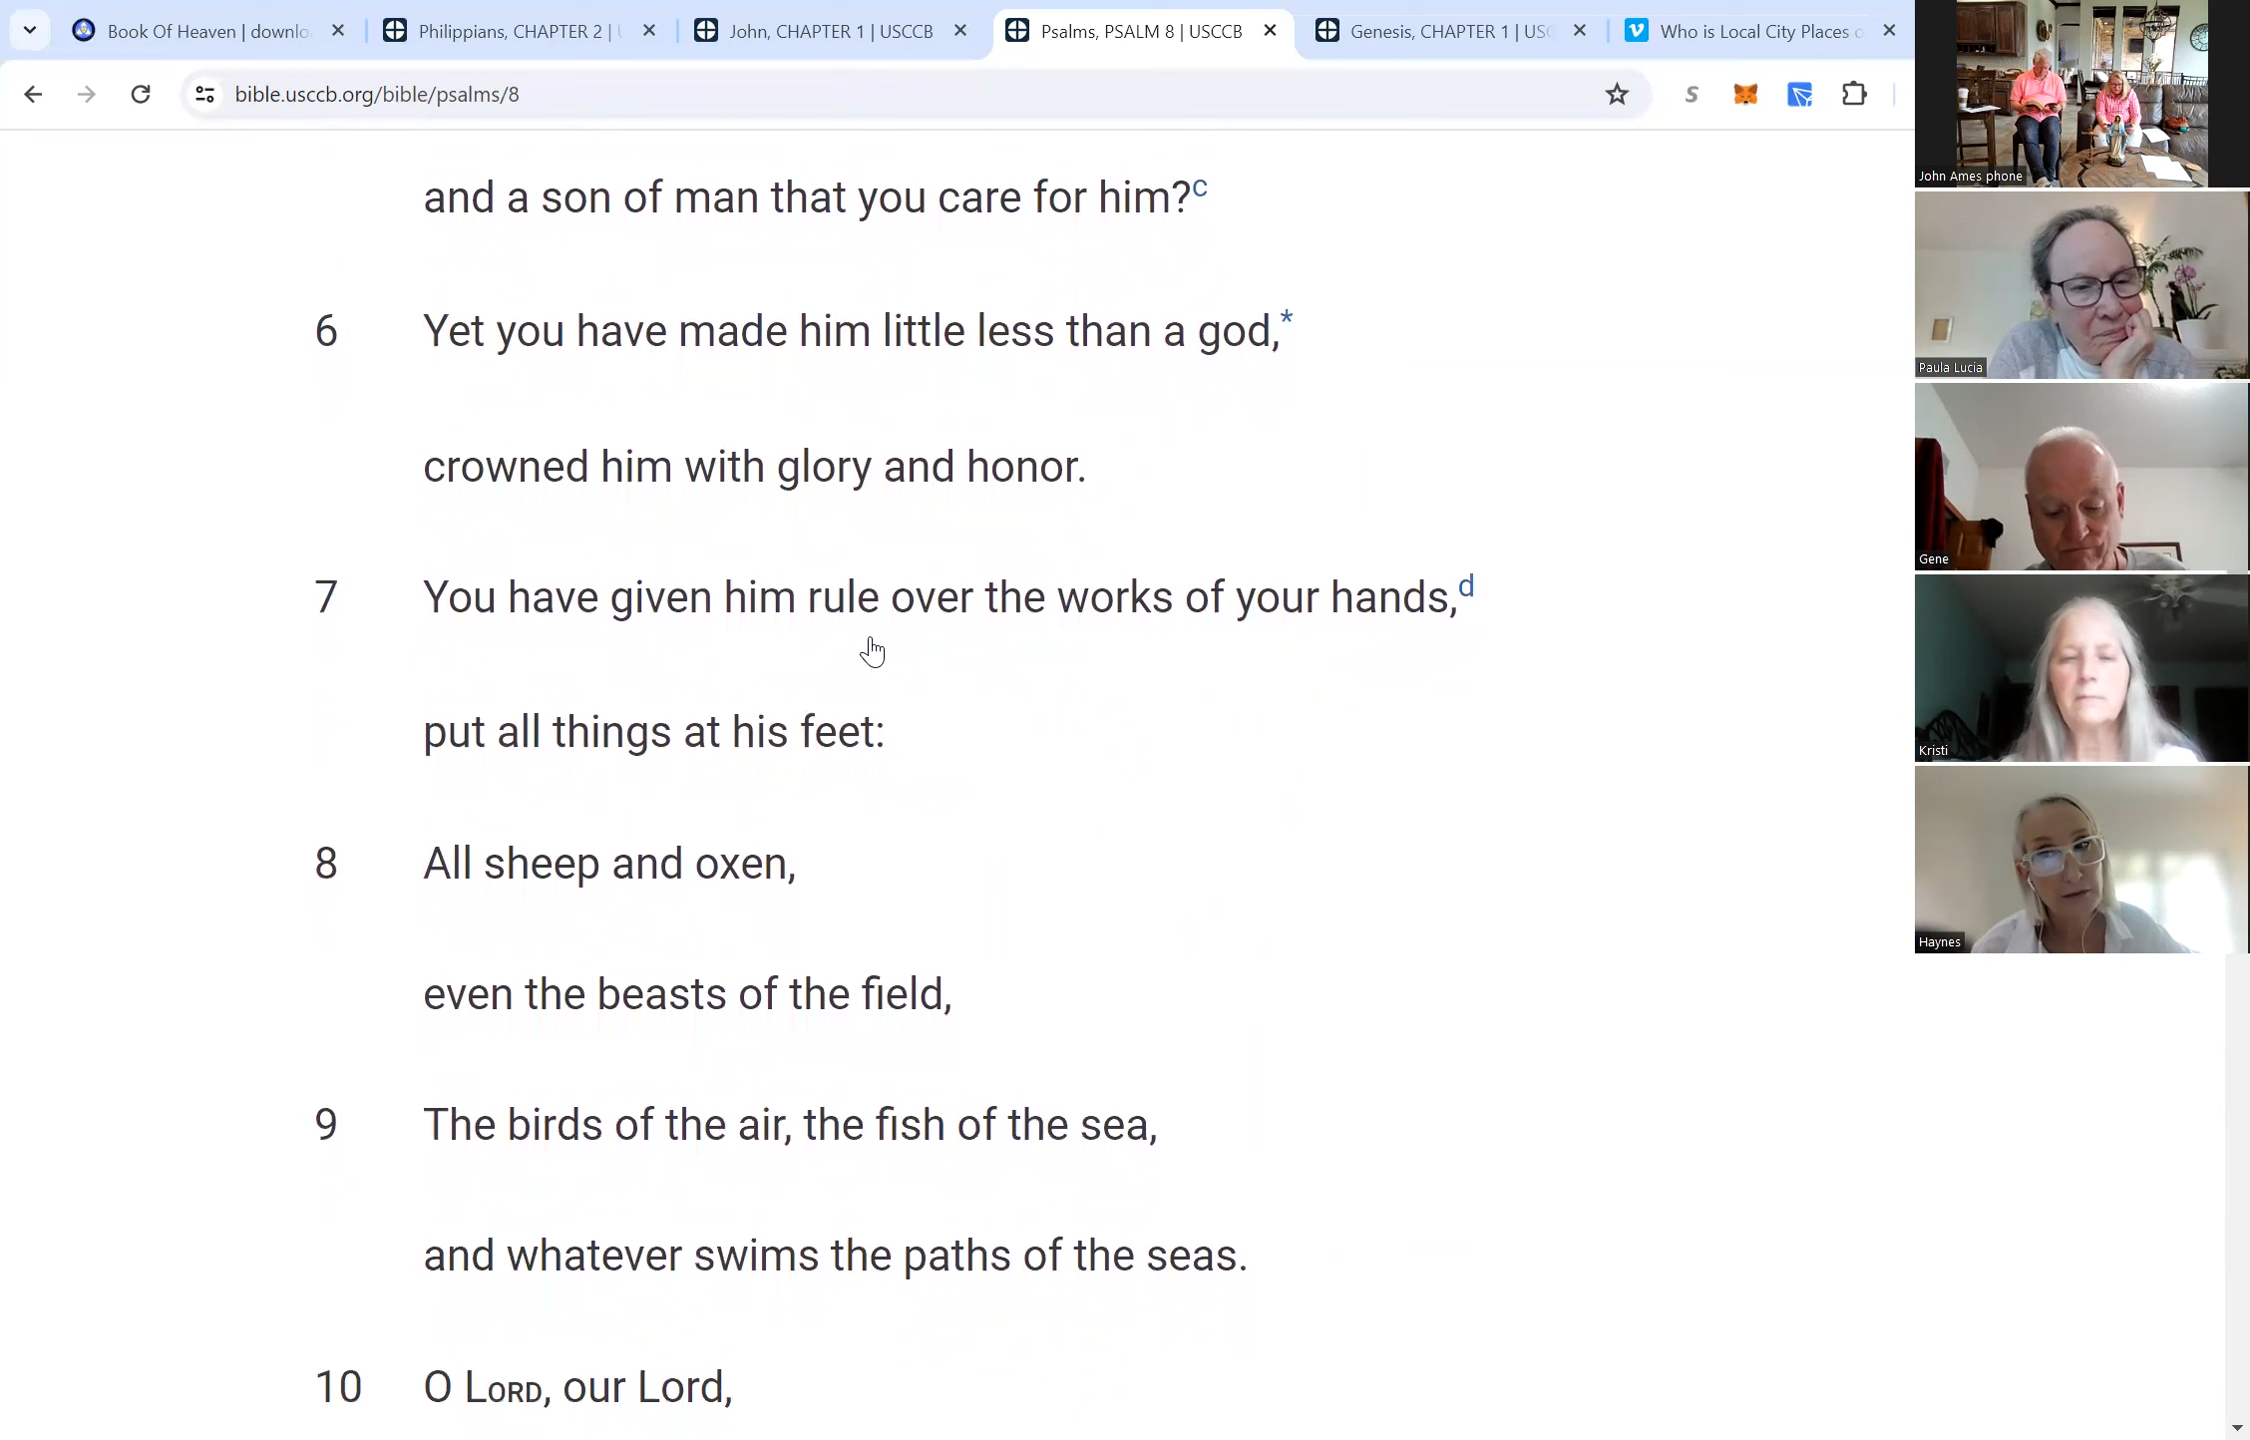 Book Of Heaven | downlo
Philippians, CHAPTER 2 |
John, CHAPTER 1 | USCCB
Psalms, PSALM 8 | USCCB
Genesis, CHAPTER 1 | USC
Who is Local City Places o
bible.usccb.org/bible/psalms/8
and a son of man that you care for him?c
6 Yet you have made him little less than a god,*
crowned him with glory and honor.
7 You have given him rule over the works of your hands,d
put all things at his feet:
8 All sheep and oxen,
even the beasts of the field,
9 The birds of the air, the fish of the sea,
and whatever swims the paths of the seas.
10 O LORD, our Lord,
John Ames phone
Paula Lucia
Gene
Kristi
Haynes